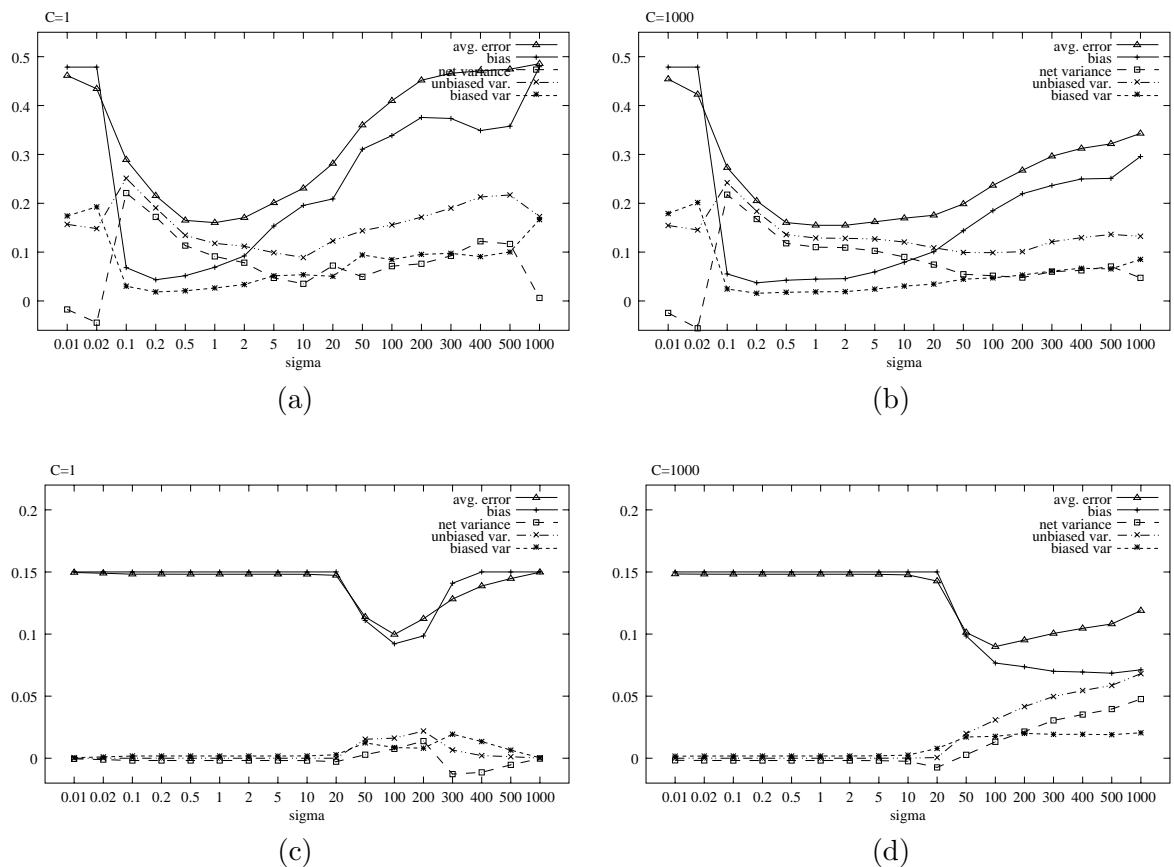 C=1
0.5
0.4
0.3
0.2
0.1
0
avg. error
bias
net variance
unbiased var.
biased var
0.01 0.02 0.1 0.2 0.5 1 2 5 10 20 50 100 200 300 400 500 1000
sigma
(a)
C=1000
0.5
0.4
0.3
0.2
0.1
0
avg. error
bias
net variance
unbiased var.
biased var
0.01 0.02 0.1 0.2 0.5 1 2 5 10 20 50 100 200 300 400 500 1000
sigma
(b)
C=1
0.2
0.15
0.1
0.05
0
avg. error
bias
net variance
unbiased var.
biased var
0.01 0.02 0.1 0.2 0.5 1 2 5 10 20 50 100 200 300 400 500 1000
sigma
(c)
C=1000
0.2
0.15
0.1
0.05
0
avg. error
bias
net variance
unbiased var.
biased var
0.01 0.02 0.1 0.2 0.5 1 2 5 10 20 50 100 200 300 400 500 1000
sigma
(d)